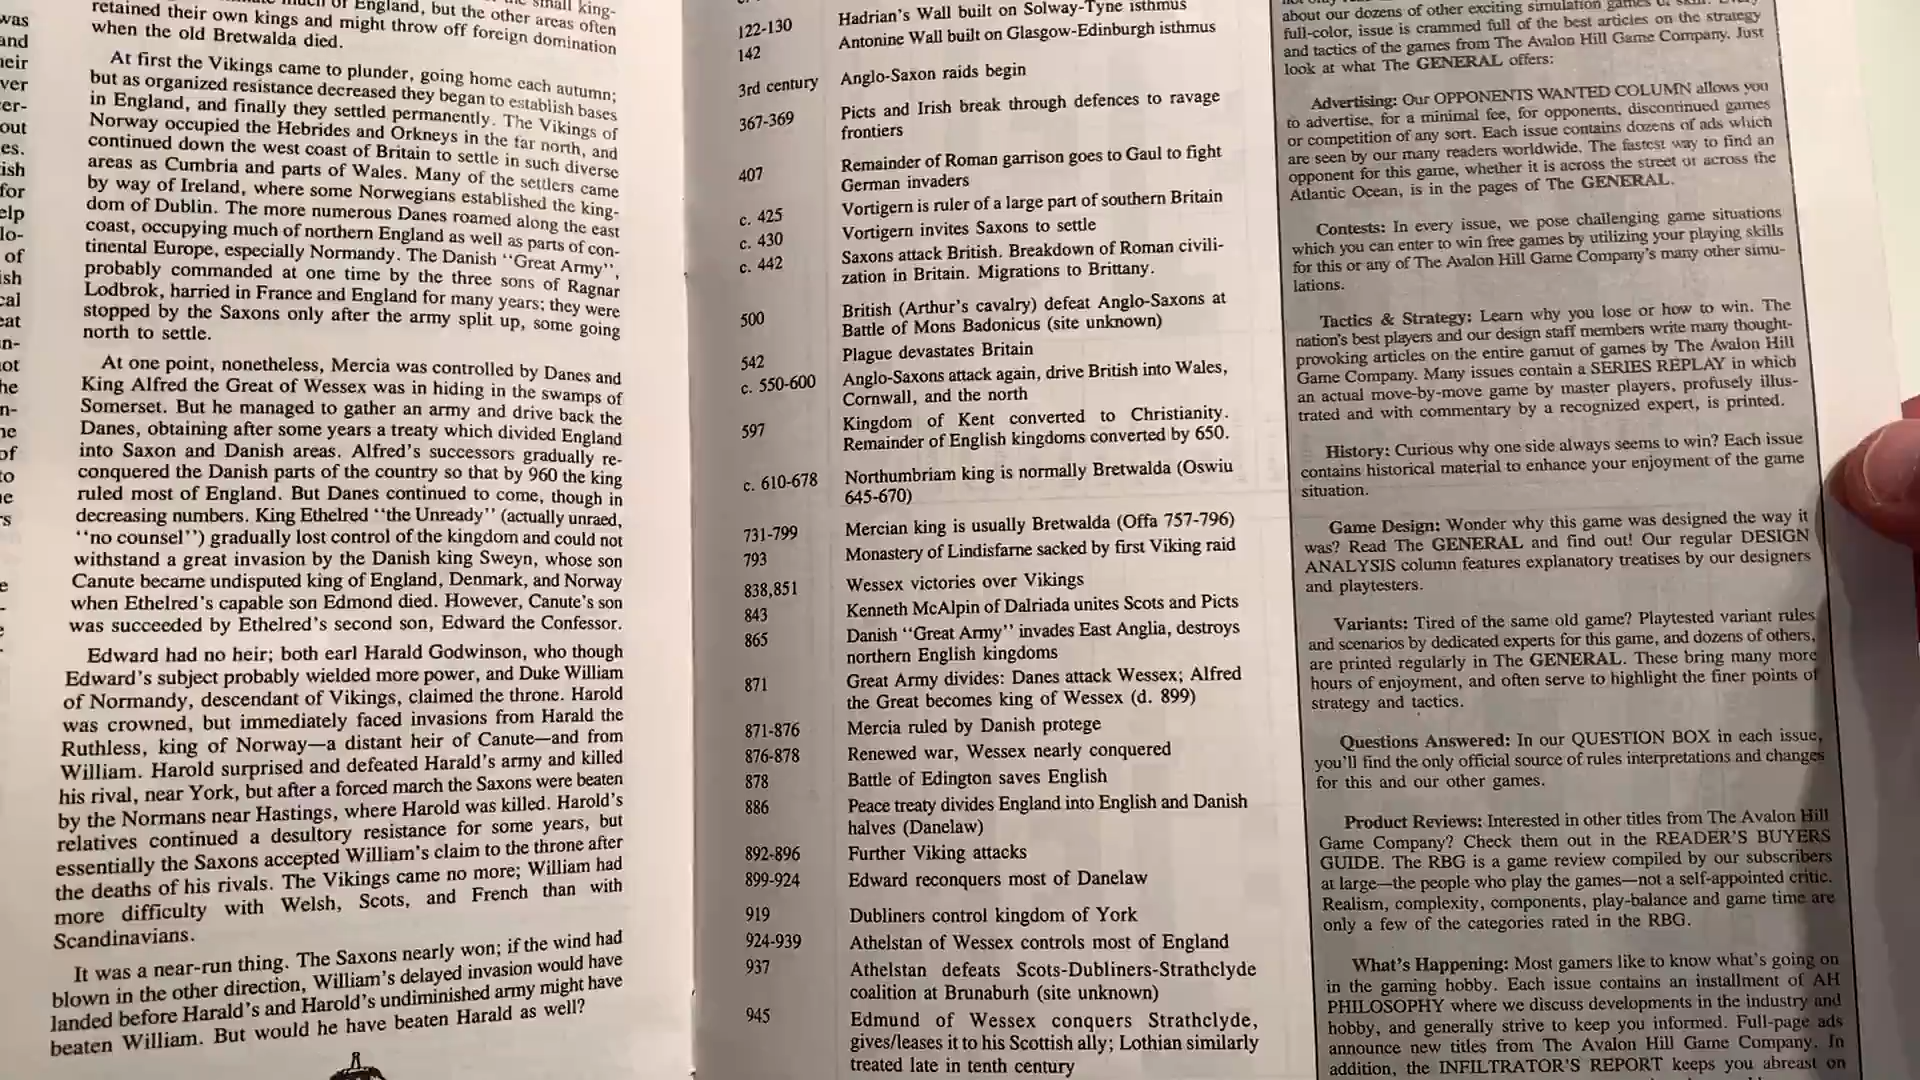 was
and
heir
ver
cer-
out
es.
ish
for
elp
lo-
of
ish
cal
eat
n-
not
he
n-
ne
of
to
ne
rs
e
of England, but the other areas often
small king-
retained their own kings and might throw off foreign domination
when the old Bretwalda died.
At first the Vikings came to plunder, going home each autumn;
but as organized resistance decreased they began to establish bases
in England, and finally they settled permanently. The Vikings of
Norway occupied the Hebrides and Orkneys in the far north, and
continued down the west coast of Britain to settle in such diverse
areas as Cumbria and parts of Wales. Many of the settlers came
by way of Ireland, where some Norwegians established the king-
dom of Dublin. The more numerous Danes roamed along the east
coast, occupying much of northern England as well as parts of con-
tinental Europe, especially Normandy. The Danish "Great Army",
probably commanded at one time by the three sons of Ragnar
Lodbrok, harried in France and England for many years; they were
stopped by the Saxons only after the army split up, some going
north to settle.
At one point, nonetheless, Mercia was controlled by Danes and
King Alfred the Great of Wessex was in hiding in the swamps of
Somerset. But he managed to gather an army and drive back the
Danes, obtaining after some years a treaty which divided England
into Saxon and Danish areas. Alfred's successors gradually re-
conquered the Danish parts of the country so that by 960 the king
ruled most of England. But Danes continued to come, though in
decreasing numbers. King Ethelred "the Unready" (actually unraed,
"no counsel") gradually lost control of the kingdom and could not
withstand a great invasion by the Danish king Sweyn, whose son
Canute became undisputed king of England, Denmark, and Norway
when Ethelred's capable son Edmond died. However, Canute's son
was succeeded by Ethelred's second son, Edward the Confessor.
Edward had no heir; both earl Harald Godwinson, who though
Edward's subject probably wielded more power, and Duke William
of Normandy, descendant of Vikings, claimed the throne. Harold
was crowned, but immediately faced invasions from Harald the
Ruthless, king of Norway—a distant heir of Canute—and from
William. Harold surprised and defeated Harald's army and killed
his rival, near York, but after a forced march the Saxons were beaten
by the Normans near Hastings, where Harold was killed. Harold's
relatives continued a desultory resistance for some years, but
essentially the Saxons accepted William's claim to the throne after
the deaths of his rivals. The Vikings came no more; William had
more difficulty with Welsh, Scots, and French than with
Scandinavians.
It was a near-run thing. The Saxons nearly won; if the wind had
blown in the other direction, William's delayed invasion would have
landed before Harald's and Harold's undiminished army might have
beaten William. But would he have beaten Harald as well?
122-130 Hadrian's Wall built on Solway-Tyne isthmus
142 Antonine Wall built on Glasgow-Edinburgh isthmus
3rd century Anglo-Saxon raids begin
367-369 Picts and Irish break through defences to ravage
frontiers
407 Remainder of Roman garrison goes to Gaul to fight
German invaders
c. 425 Vortigern is ruler of a large part of southern Britain
c. 430 Vortigern invites Saxons to settle
c. 442 Saxons attack British. Breakdown of Roman civili-
zation in Britain. Migrations to Brittany.
500 British (Arthur's cavalry) defeat Anglo-Saxons at
Battle of Mons Badonicus (site unknown)
542 Plague devastates Britain
c. 550-600 Anglo-Saxons attack again, drive British into Wales,
Cornwall, and the north
597 Kingdom of Kent converted to Christianity.
Remainder of English kingdoms converted by 650.
c. 610-678 Northumbriam king is normally Bretwalda (Oswiu
645-670)
731-799 Mercian king is usually Bretwalda (Offa 757-796)
793 Monastery of Lindisfarne sacked by first Viking raid
838,851 Wessex victories over Vikings
843 Kenneth McAlpin of Dalriada unites Scots and Picts
865 Danish "Great Army" invades East Anglia, destroys
northern English kingdoms
871 Great Army divides: Danes attack Wessex; Alfred
the Great becomes king of Wessex (d. 899)
871-876 Mercia ruled by Danish protege
876-878 Renewed war, Wessex nearly conquered
878 Battle of Edington saves English
886 Peace treaty divides England into English and Danish
halves (Danelaw)
892-896 Further Viking attacks
899-924 Edward reconquers most of Danelaw
919 Dubliners control kingdom of York
924-939 Athelstan of Wessex controls most of England
937 Athelstan defeats Scots-Dubliners-Strathclyde
coalition at Brunaburh (site unknown)
945 Edmund of Wessex conquers Strathclyde,
gives/leases it to his Scottish ally; Lothian similarly
treated late in tenth century
about our dozens of other exciting simulation games of skill.
full-color, issue is crammed full of the best articles on the strategy
and tactics of the games from The Avalon Hill Game Company. Just
look at what The GENERAL offers:
Advertising: Our OPPONENTS WANTED COLUMN allows you
to advertise, for a minimal fee, for opponents, discontinued games
or competition of any sort. Each issue contains dozens of ads which
are seen by our many readers worldwide. The fastest way to find an
opponent for this game, whether it is across the street or across the
Atlantic Ocean, is in the pages of The GENERAL.
Contests: In every issue, we pose challenging game situations
which you can enter to win free games by utilizing your playing skills
for this or any of The Avalon Hill Game Company's many other simu-
lations.
Tactics & Strategy: Learn why you lose or how to win. The
nation's best players and our design staff members write many thought-
provoking articles on the entire gamut of games by The Avalon Hill
Game Company. Many issues contain a SERIES REPLAY in which
an actual move-by-move game by master players, profusely illus-
trated and with commentary by a recognized expert, is printed.
History: Curious why one side always seems to win? Each issue
contains historical material to enhance your enjoyment of the game
situation.
Game Design: Wonder why this game was designed the way it
was? Read The GENERAL and find out! Our regular DESIGN
ANALYSIS column features explanatory treatises by our designers
and playtesters.
Variants: Tired of the same old game? Playtested variant rules
and scenarios by dedicated experts for this game, and dozens of others,
are printed regularly in The GENERAL. These bring many more
hours of enjoyment, and often serve to highlight the finer points of
strategy and tactics.
Questions Answered: In our QUESTION BOX in each issue,
you'll find the only official source of rules interpretations and changes
for this and our other games.
Product Reviews: Interested in other titles from The Avalon Hill
Game Company? Check them out in the READER'S BUYERS
GUIDE. The RBG is a game review compiled by our subscribers
at large—the people who play the games—not a self-appointed critic.
Realism, complexity, components, play-balance and game time are
only a few of the categories rated in the RBG.
What's Happening: Most gamers like to know what's going on
in the gaming hobby. Each issue contains an installment of AH
PHILOSOPHY where we discuss developments in the industry and
hobby, and generally strive to keep you informed. Full-page ads
announce new titles from The Avalon Hill Game Company. In
addition, the INFILTRATOR'S REPORT keeps you abreast on